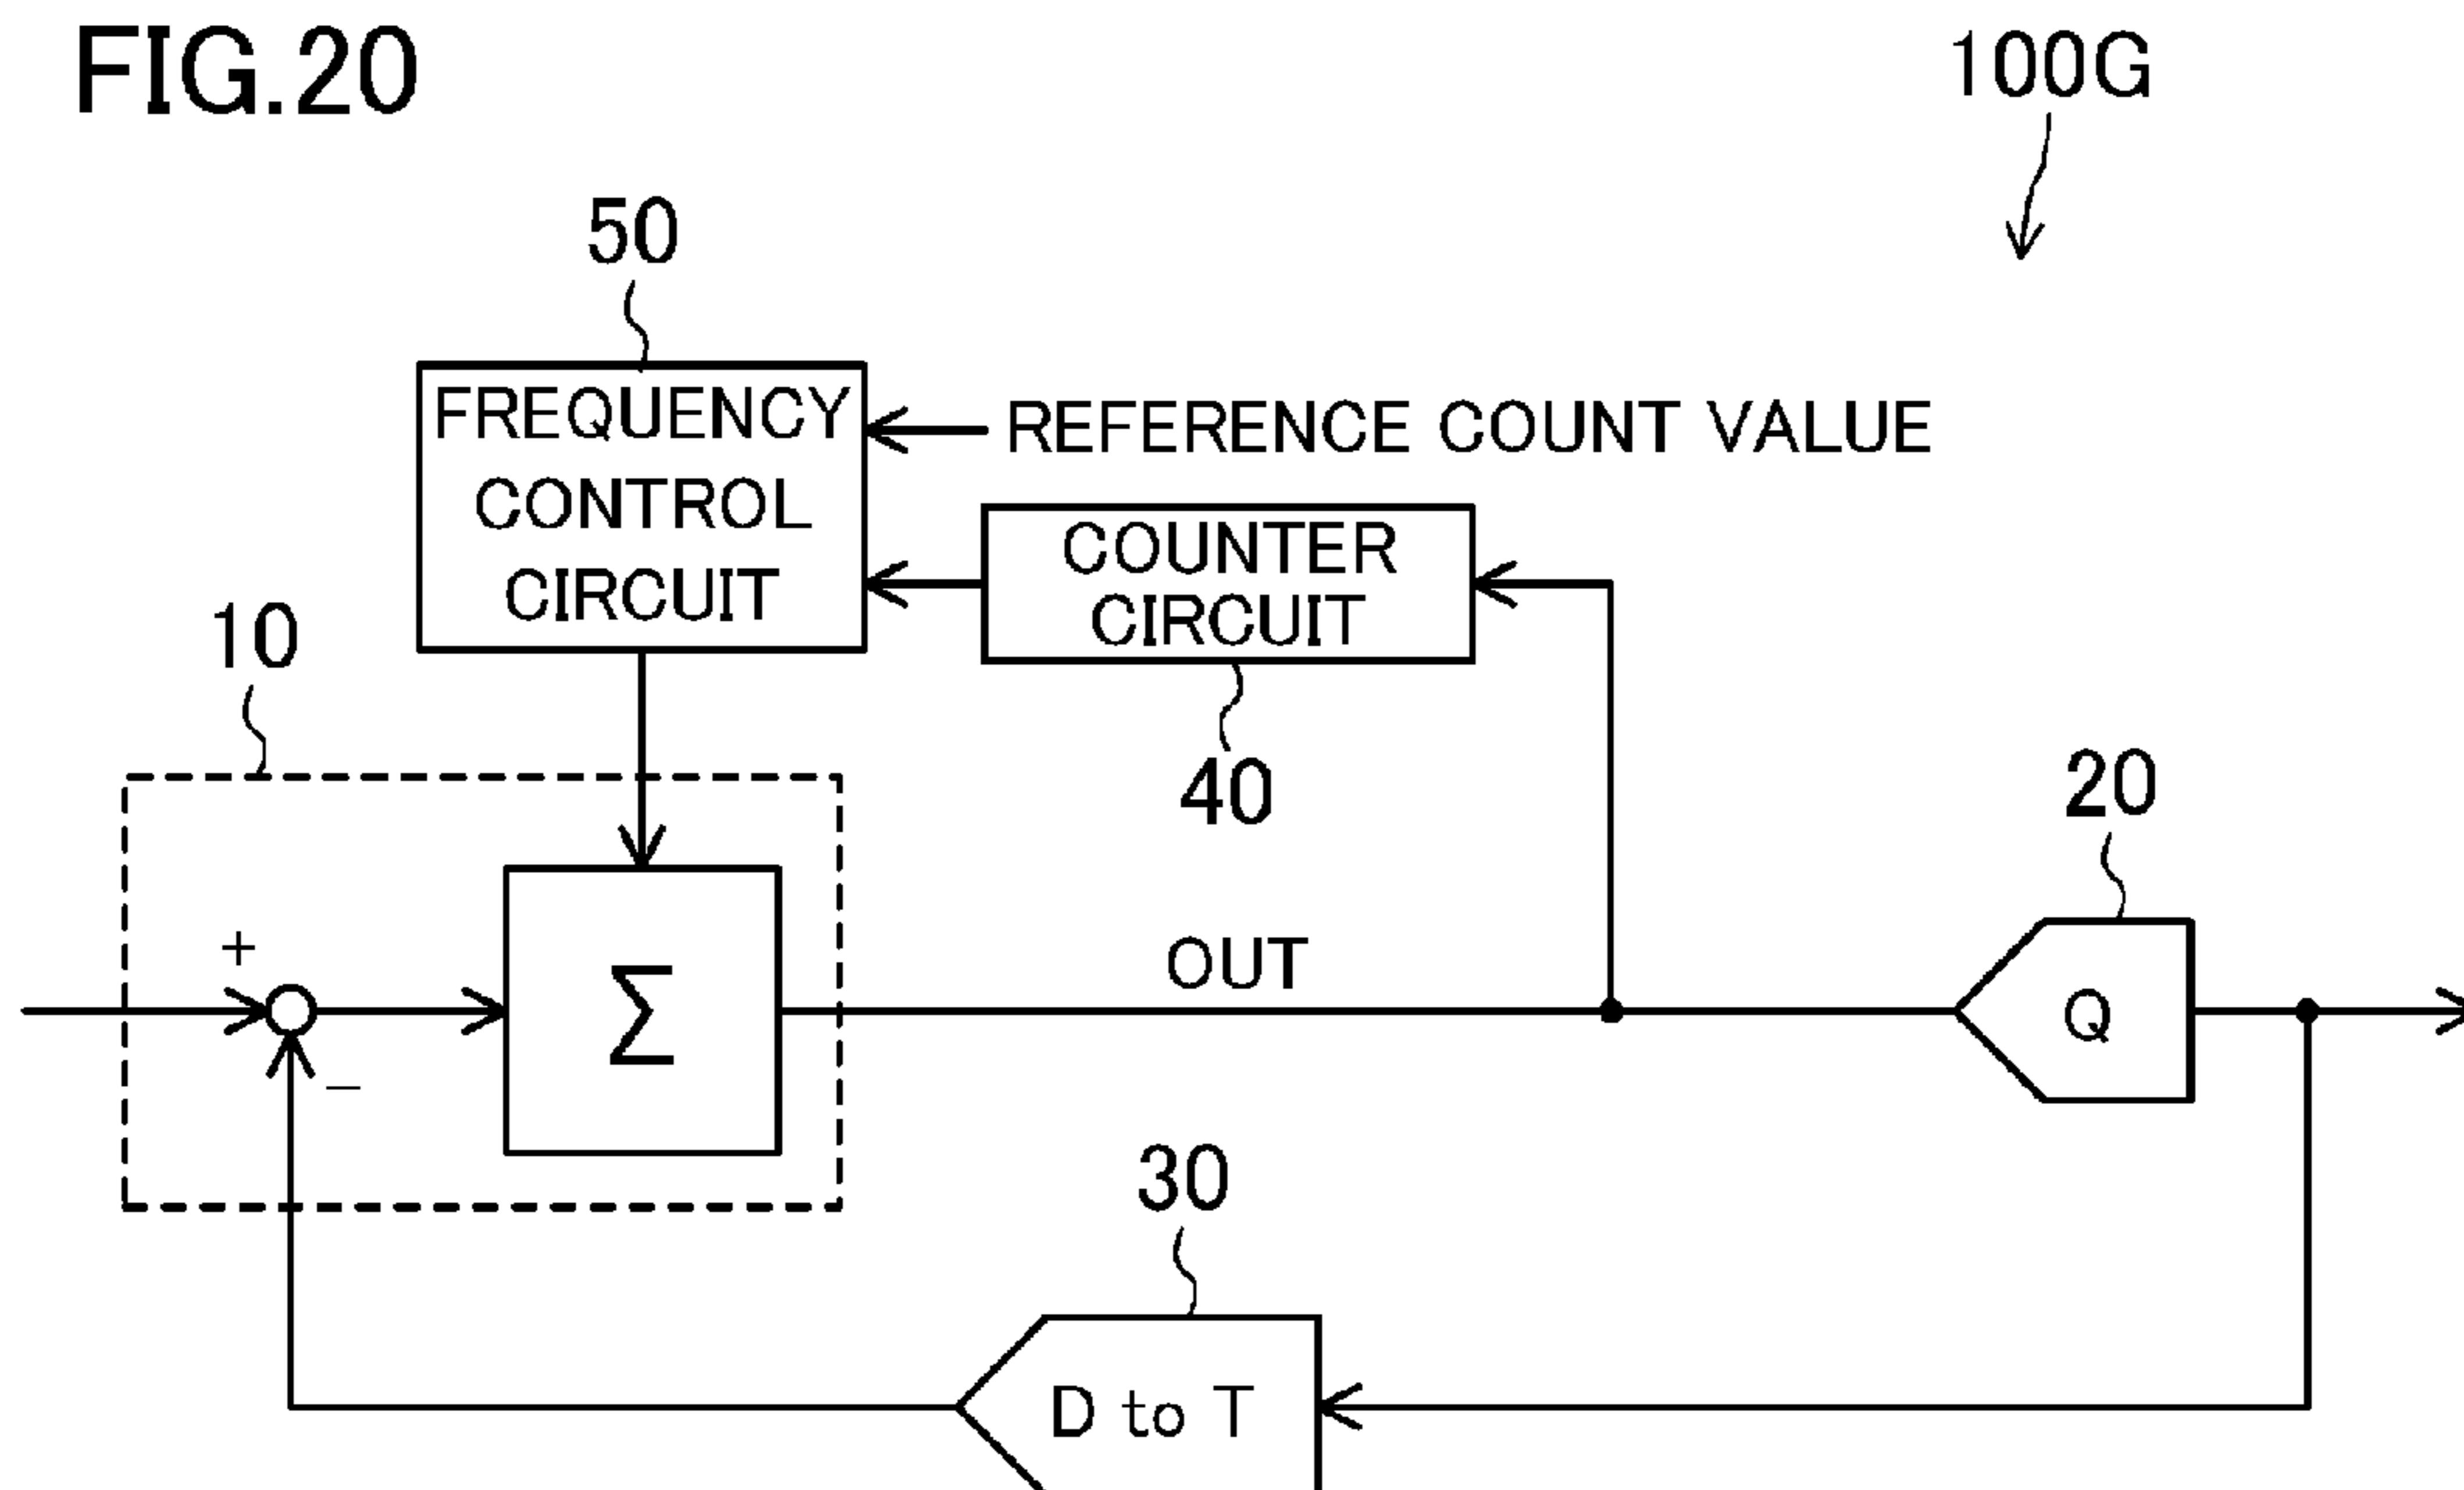 FIG.20
100G
50
FREQUENCY
CONTROL
CIRCUIT
REFERENCE COUNT VALUE
COUNTER
CIRCUIT
10
40
20
+
Σ
OUT
Q
−
30
D to T